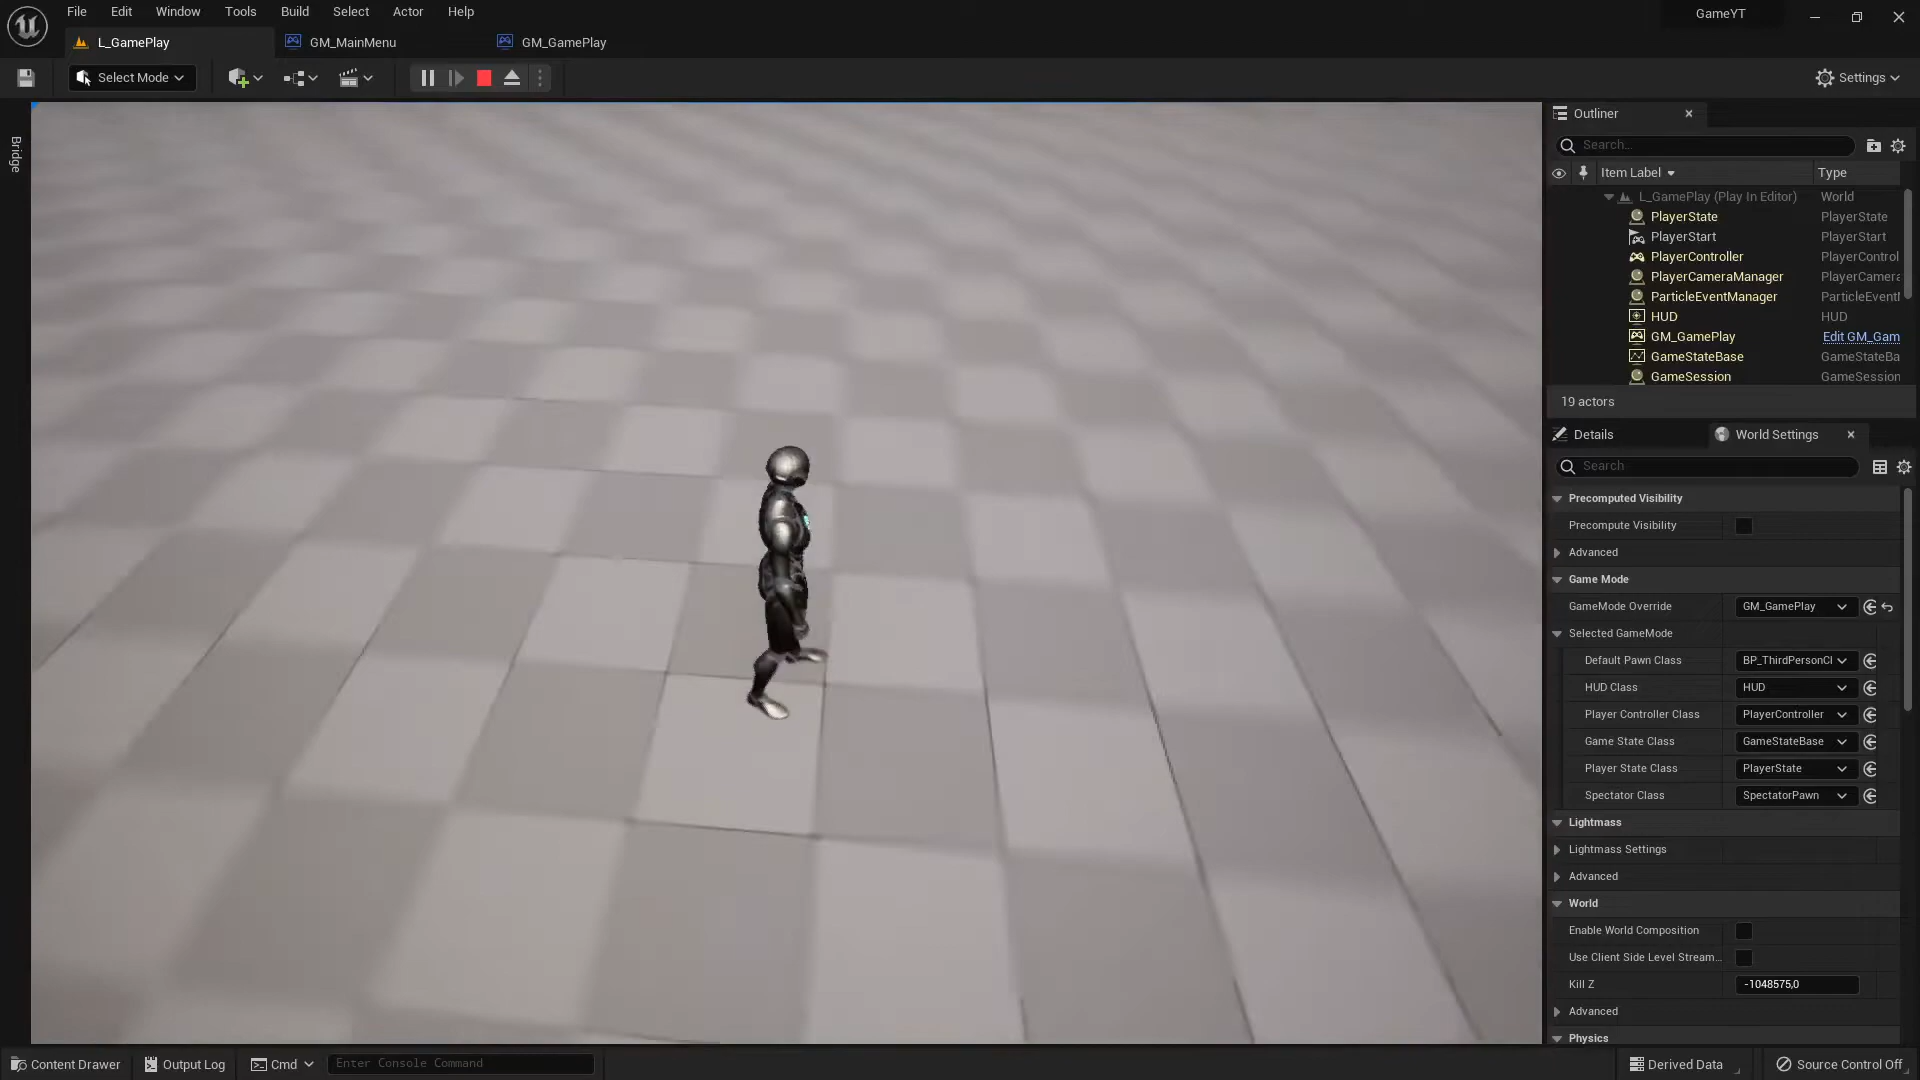 File Edit Window Tools Build Select Actor Help
GameYT
L_GamePlay GM_MainMenu GM_GamePlay
Select Mode
Settings
Bridge
Outliner
Search...
Item Label Type
L_GamePlay (Play In Editor) World
PlayerState PlayerState
PlayerStart PlayerStart
PlayerController PlayerControl
PlayerCameraManager PlayerCamera
ParticleEventManager ParticleEvent
HUD HUD
GM_GamePlay Edit GM_Gam
GameStateBase GameStateBa
GameSession GameSession
19 actors
Details World Settings
Search
Precomputed Visibility
Precompute Visibility
Advanced
Game Mode
GameMode Override GM_GamePlay
Selected GameMode
Default Pawn Class BP_ThirdPersonCl
HUD Class HUD
Player Controller Class PlayerController
Game State Class GameStateBase
Player State Class PlayerState
Spectator Class SpectatorPawn
Lightmass
Lightmass Settings
Advanced
World
Enable World Composition
Use Client Side Level Stream...
Kill Z -1048575,0
Advanced
Physics
Content Drawer Output Log Cmd Enter Console Command Derived Data Source Control Off